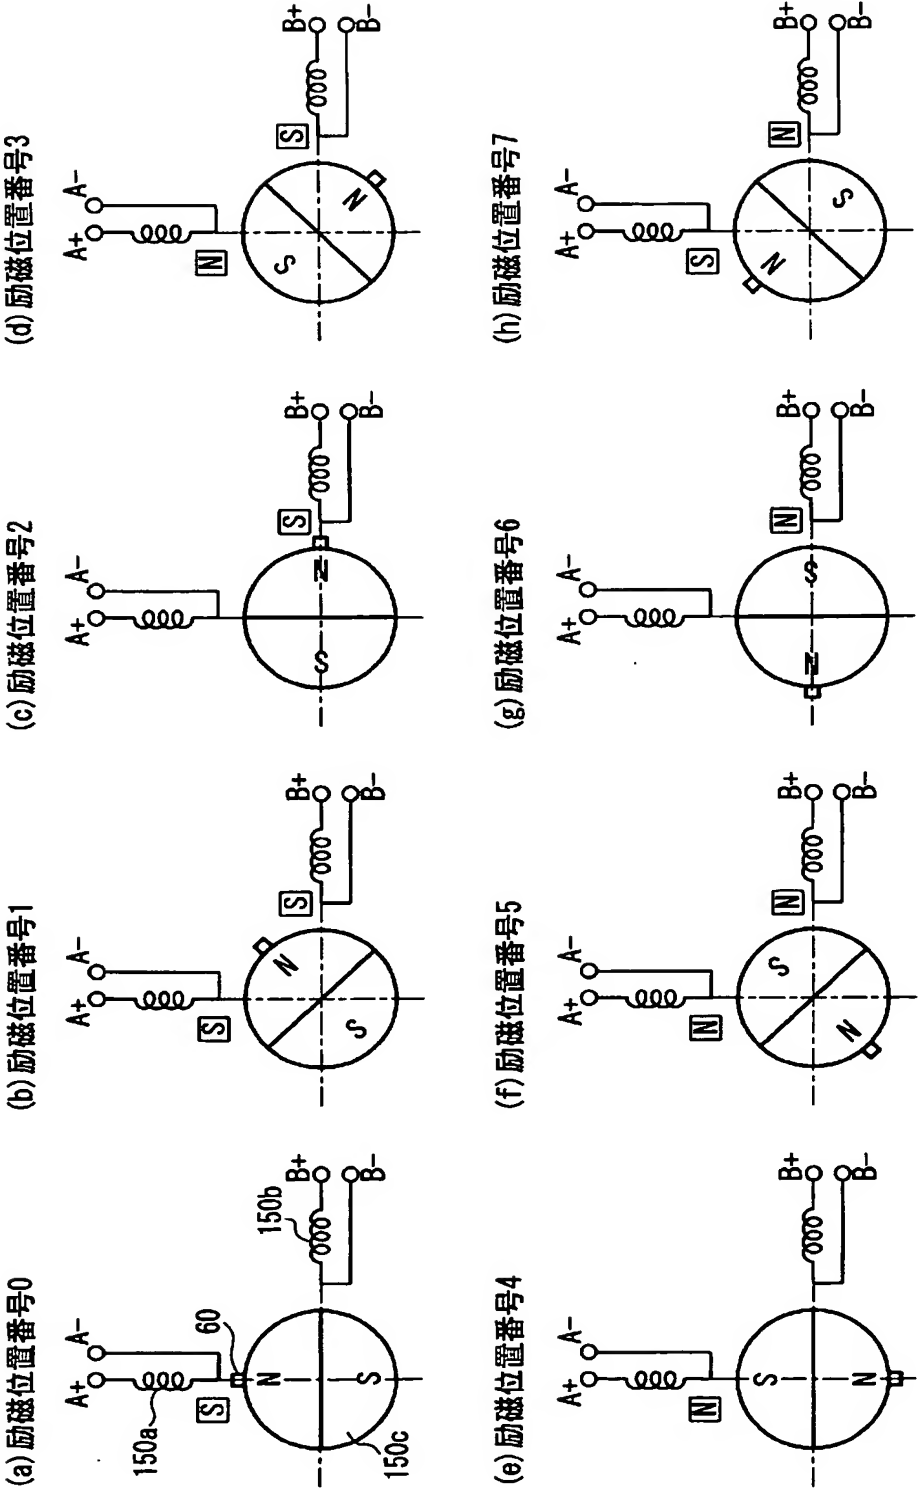 (a)励磁位置番号0
A+
A-
150a
S
60
N
S
150c
150b
B+
B-
(b)励磁位置番号1
A+
A-
S
N
S
S
B+
B-
(c)励磁位置番号2
A+
A-
S
N
S
B+
B-
(d)励磁位置番号3
A+
A-
N
S
N
S
B+
B-
(e)励磁位置番号4
A+
A-
N
S
N
B+
B-
(f)励磁位置番号5
A+
A-
N
S
N
N
B+
B-
(g)励磁位置番号6
A+
A-
N
S
N
B+
B-
(h)励磁位置番号7
A+
A-
S
N
S
N
B+
B-